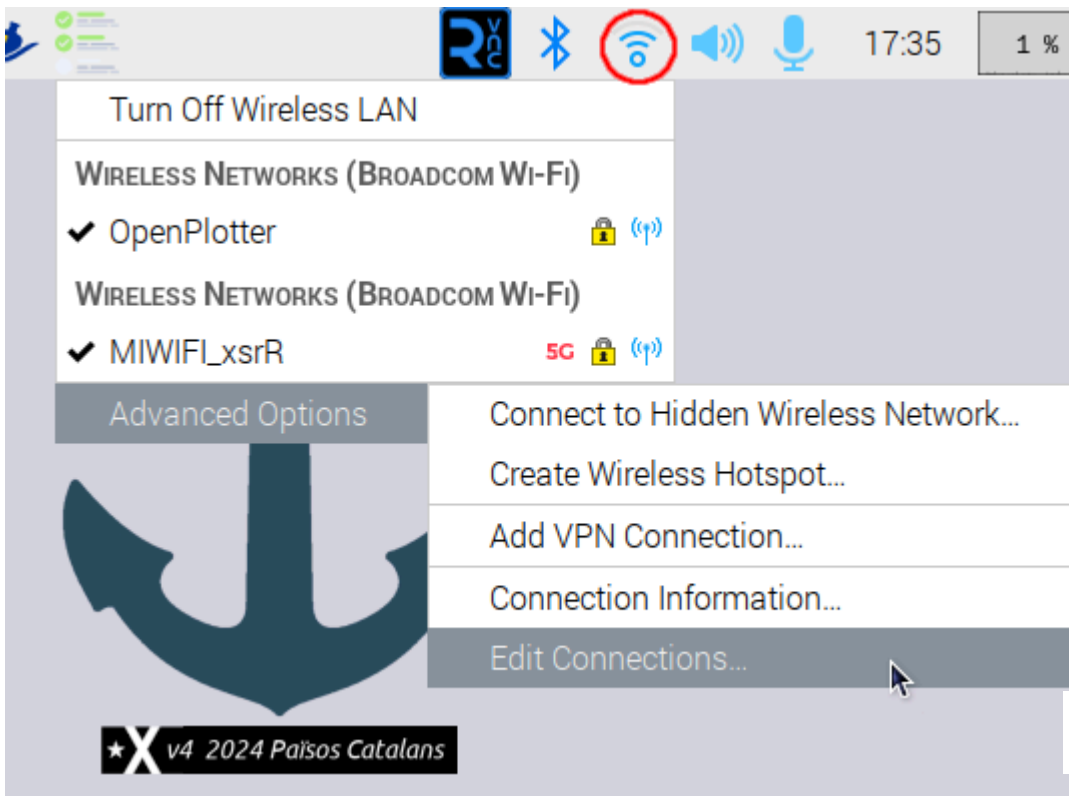 RVNC
17:35
1 %
Turn Off Wireless LAN
WIRELESS NETWORKS (BROADCOM WI-FI)
OpenPlotter
WIRELESS NETWORKS (BROADCOM WI-FI)
MIWIFI_xsrR 5G
Advanced Options
Connect to Hidden Wireless Network...
Create Wireless Hotspot...
Add VPN Connection...
Connection Information...
Edit Connections...
X v4 2024 Països Catalans